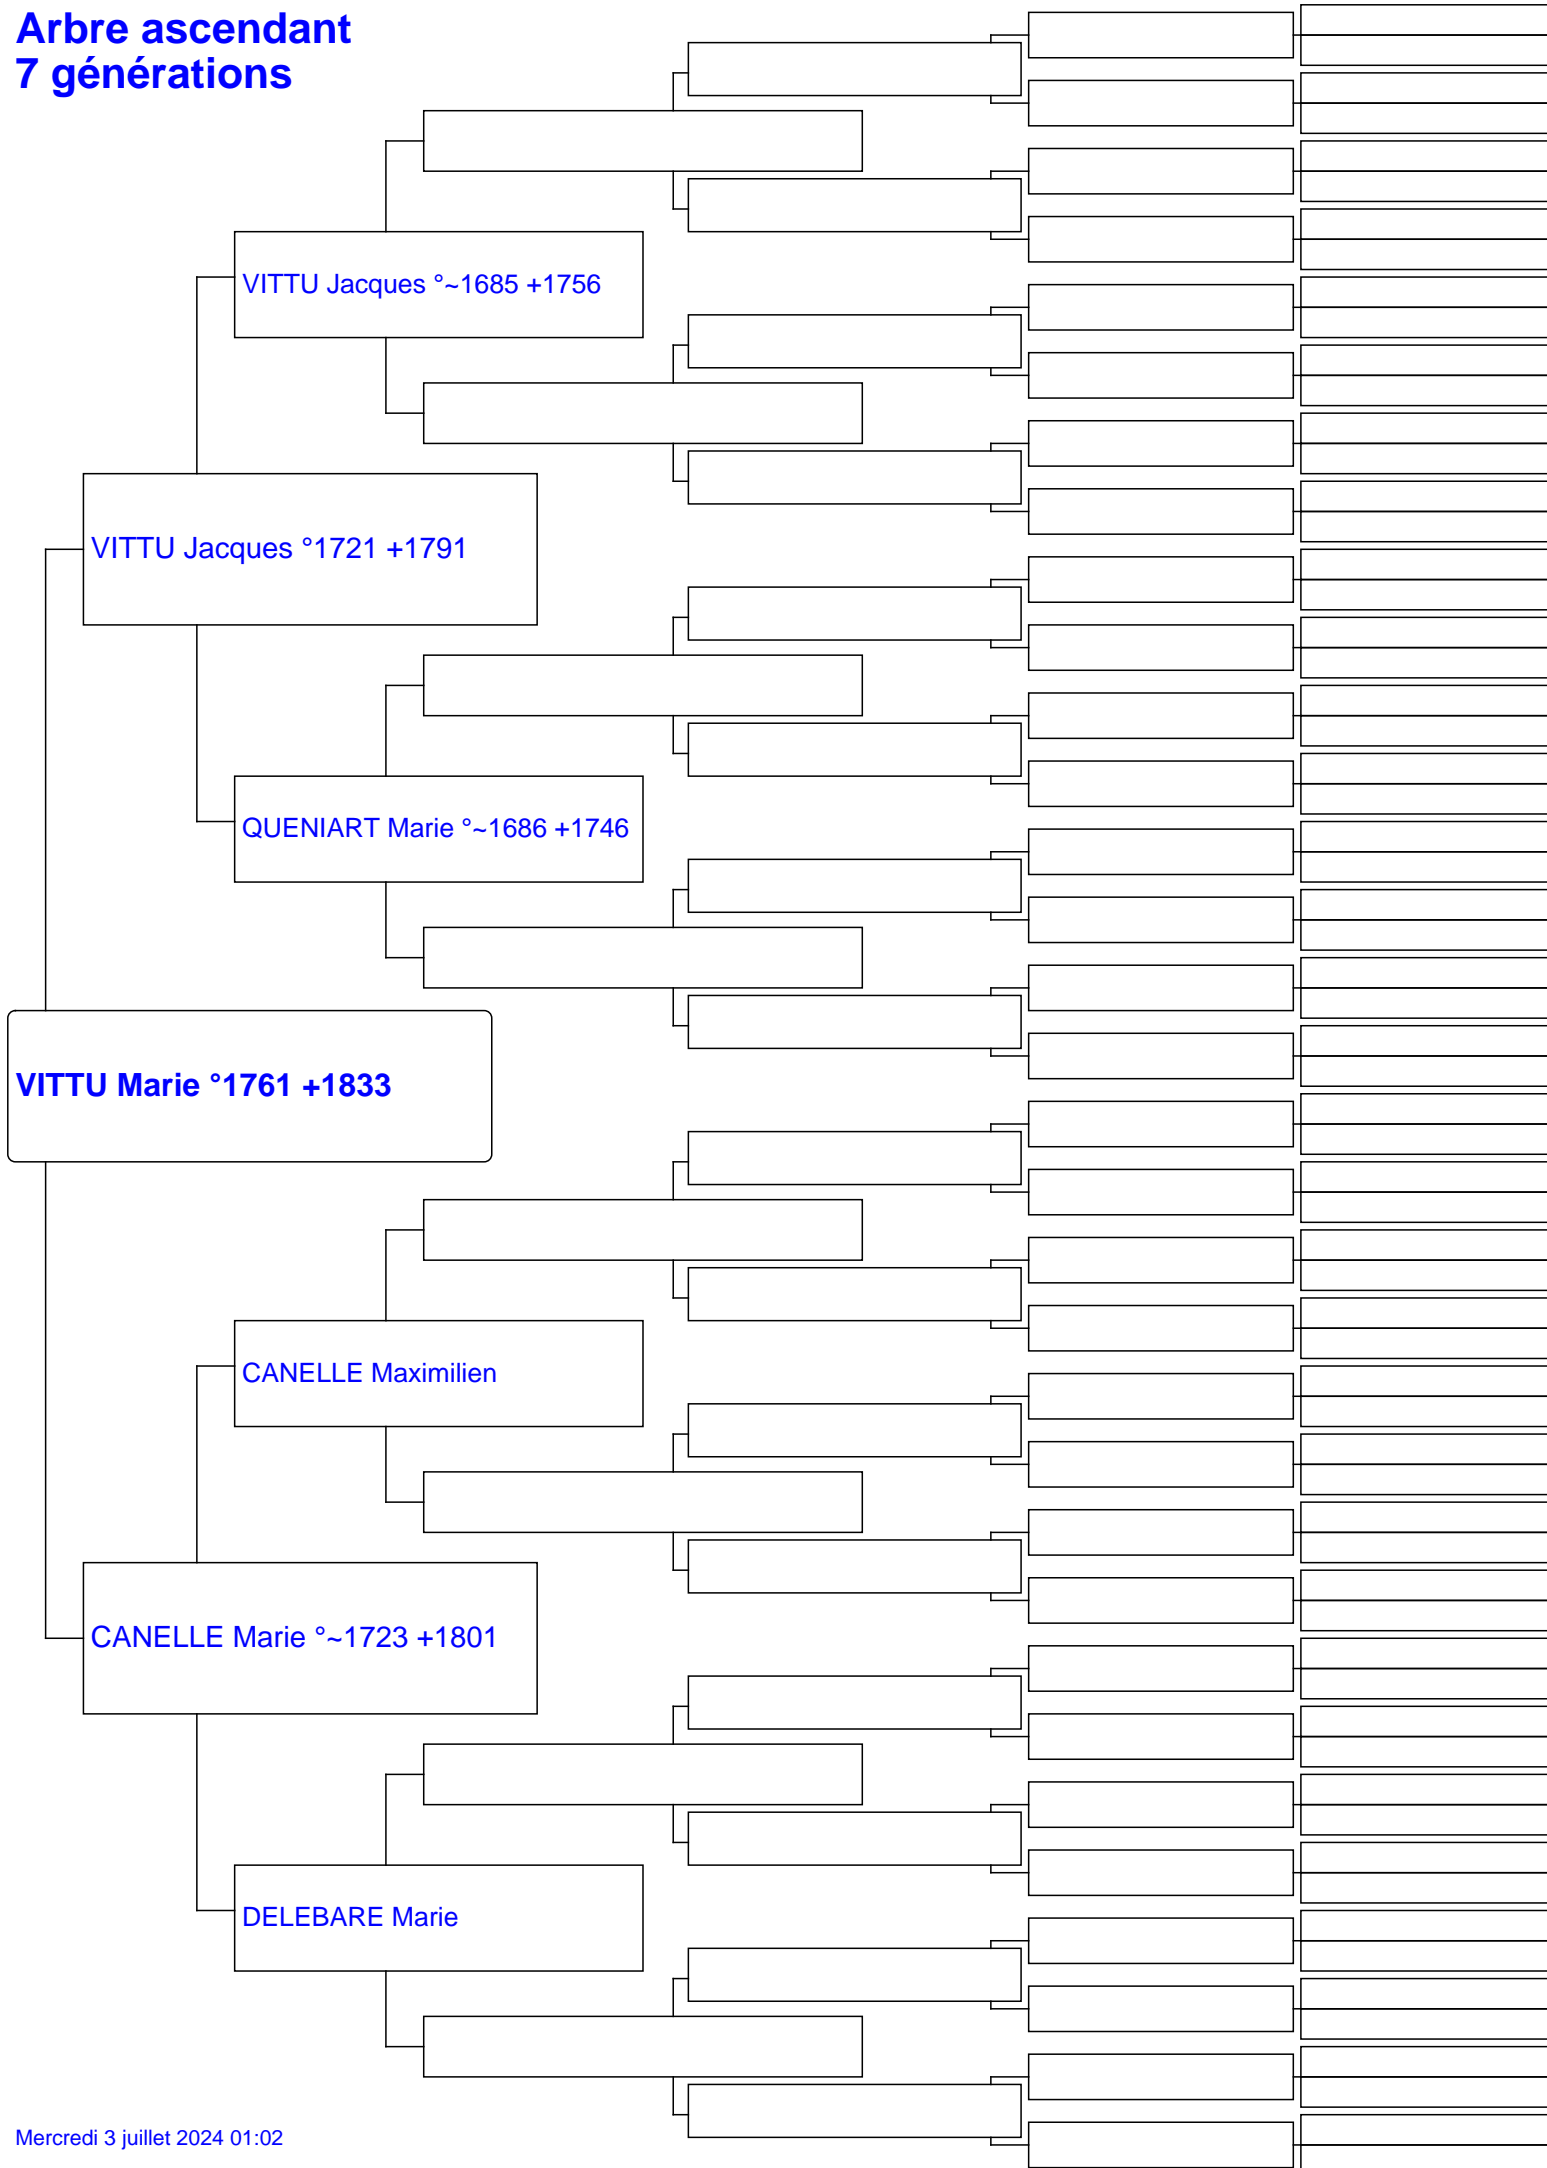 Arbre ascendant
7 générations
VITTU Jacques °~1685 +1756
VITTU Jacques °1721 +1791
QUENIART Marie °~1686 +1746
VITTU Marie °1761 +1833
CANELLE Maximilien
CANELLE Marie °~1723 +1801
DELEBARE Marie
Mercredi 3 juillet 2024 01:02